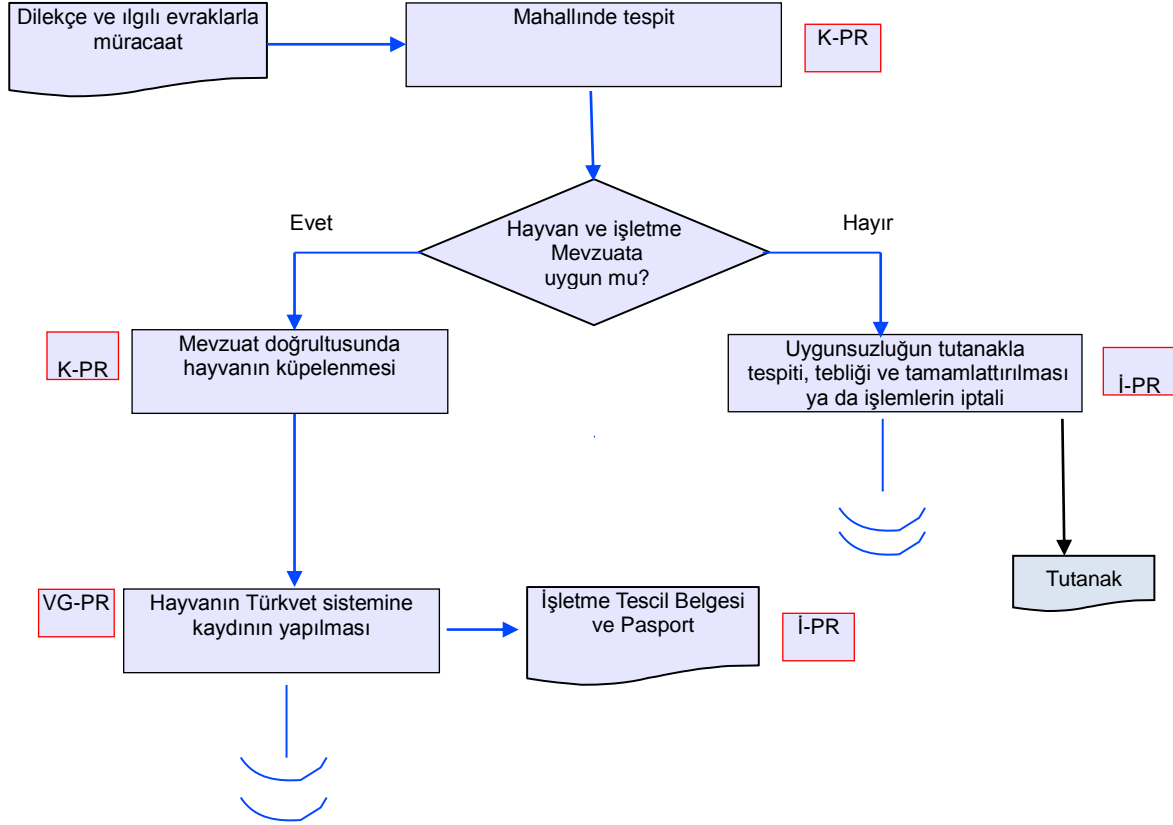 Dilekçe ve ılgılı evraklarla
müracaat
Mahallınde tespit
K-PR
Hayvan ve işletme
Mevzuata
uygun mu?
Evet
Hayır
K-PR
Mevzuat doğrultusunda
hayvanın küpelenmesi
Uygunsuzluğun tutanakla
tespiti, tebliği ve tamamlattırılması
ya da işlemlerin iptali
İ-PR
VG-PR
Hayvanın Türkvet sistemine
kaydının yapılması
İşletme Tescil Belgesi
ve Pasport
İ-PR
Tutanak